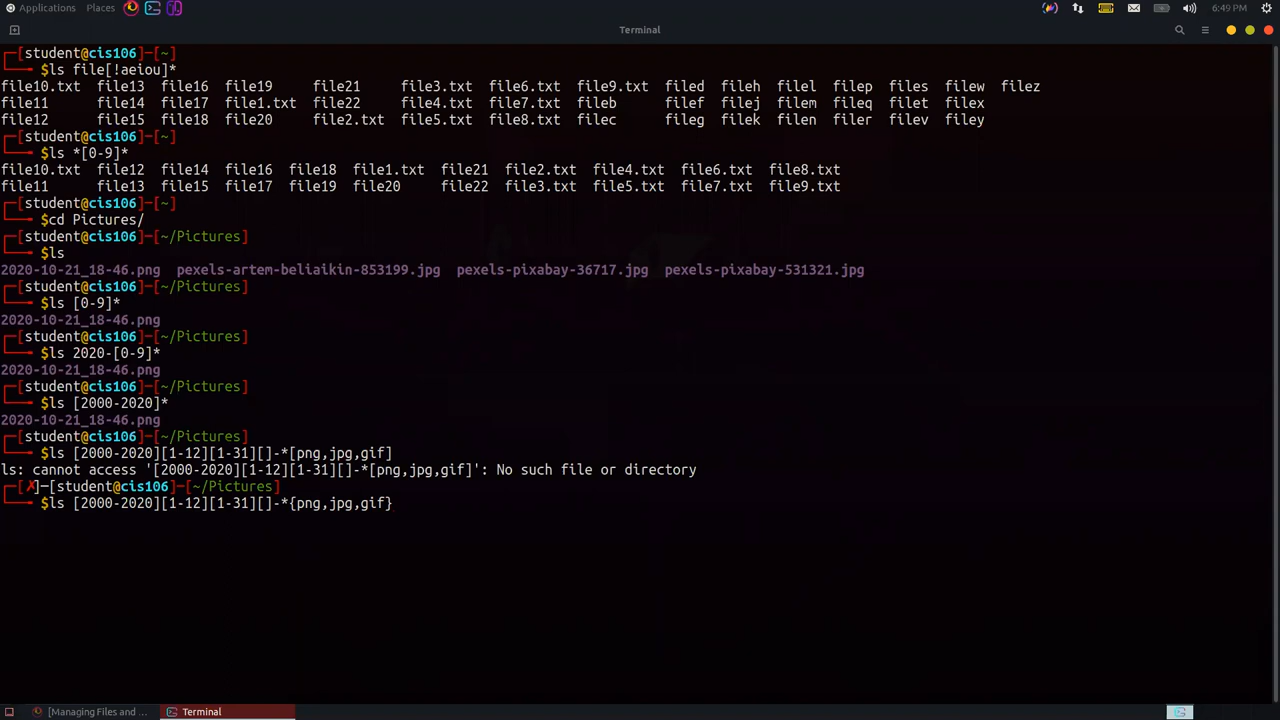 Applications Places 6:49 PM
Terminal
┌─[student@cis106]─[~]
└──╼ $ls file[!aeiou]*
file10.txt file13 file16 file19 file21 file3.txt file6.txt file9.txt filed fileh filel filep files filew filez
file11 file14 file17 file1.txt file22 file4.txt file7.txt fileb filef filej filem fileq filet filex
file12 file15 file18 file20 file2.txt file5.txt file8.txt filec fileg filek filen filer filev filey
┌─[student@cis106]─[~]
└──╼ $ls *[0-9]*
file10.txt file12 file14 file16 file18 file1.txt file21 file2.txt file4.txt file6.txt file8.txt
file11 file13 file15 file17 file19 file20 file22 file3.txt file5.txt file7.txt file9.txt
┌─[student@cis106]─[~]
└──╼ $cd Pictures/
┌─[student@cis106]─[~/Pictures]
└──╼ $ls
2020-10-21_18-46.png pexels-artem-beliaikin-853199.jpg pexels-pixabay-36717.jpg pexels-pixabay-531321.jpg
┌─[student@cis106]─[~/Pictures]
└──╼ $ls [0-9]*
2020-10-21_18-46.png
┌─[student@cis106]─[~/Pictures]
└──╼ $ls 2020-[0-9]*
2020-10-21_18-46.png
┌─[student@cis106]─[~/Pictures]
└──╼ $ls [2000-2020]*
2020-10-21_18-46.png
┌─[student@cis106]─[~/Pictures]
└──╼ $ls [2000-2020][1-12][1-31][]-*[png,jpg,gif]
ls: cannot access '[2000-2020][1-12][1-31][]-*[png,jpg,gif]': No such file or directory
┌─[✗]─[student@cis106]─[~/Pictures]
└──╼ $ls [2000-2020][1-12][1-31][]-*{png,jpg,gif}
[Managing Files and ... Terminal